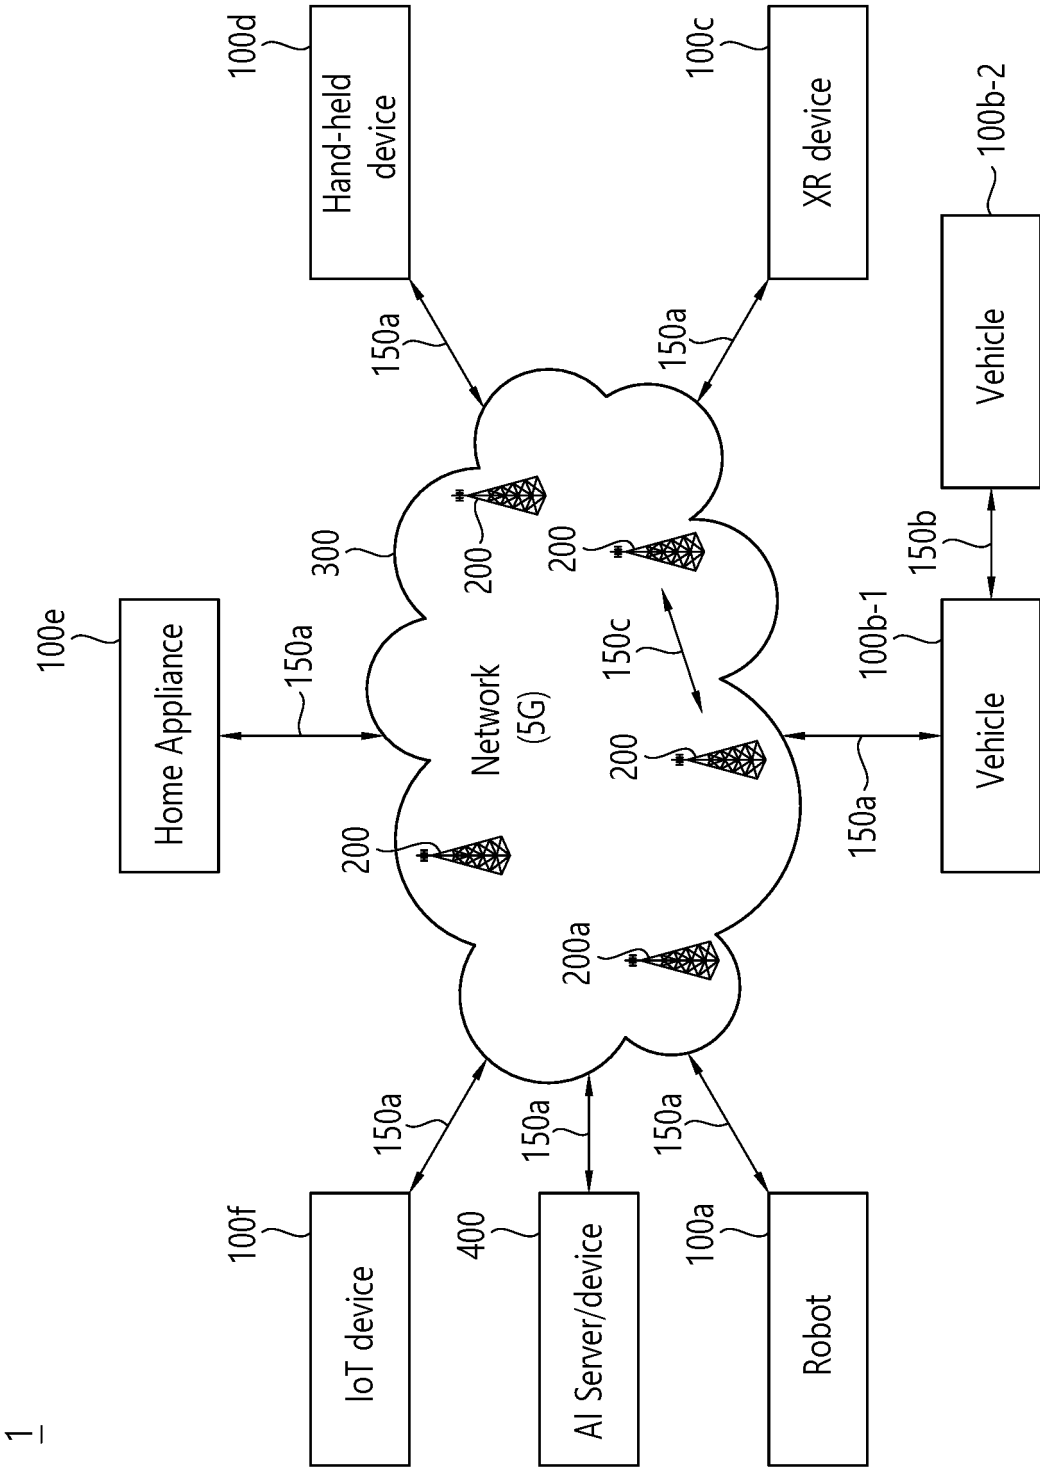 1
100e
Home Appliance
100f
100d
150a
300
IoT device
200
Hand-held
device
150a
150a
400
200
Network
(5G)
150a
200a
200
AI Server/device
200
150c
150a
150a
100a
100c
Robot
XR device
150a
100b-1
150b
100b-2
Vehicle
Vehicle